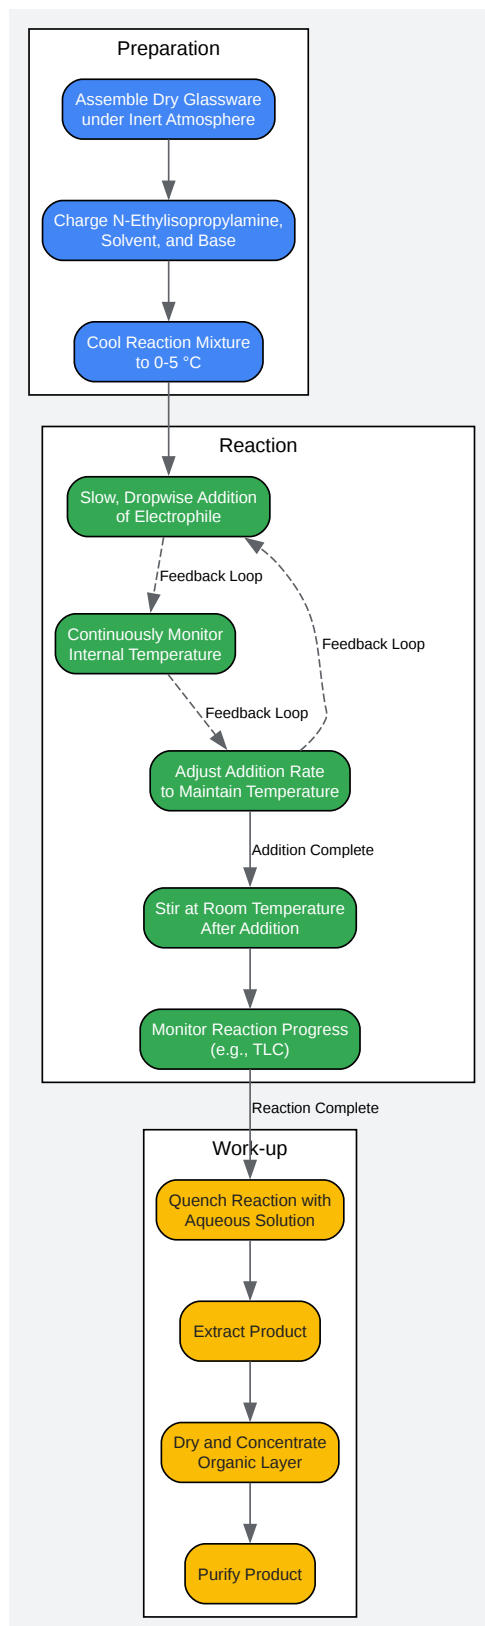 Preparation
Assemble Dry Glassware
under Inert Atmosphere
Charge N-Ethylisopropylamine,
Solvent, and Base
Cool Reaction Mixture
to 0-5 °C
Reaction
Slow, Dropwise Addition
of Electrophile
Feedback Loop
Continuously Monitor
Internal Temperature
Feedback Loop
Feedback Loop
Adjust Addition Rate
to Maintain Temperature
Addition Complete
Stir at Room Temperature
After Addition
Monitor Reaction Progress
(e.g., TLC)
Reaction Complete
Work-up
Quench Reaction with
Aqueous Solution
Extract Product
Dry and Concentrate
Organic Layer
Purify Product